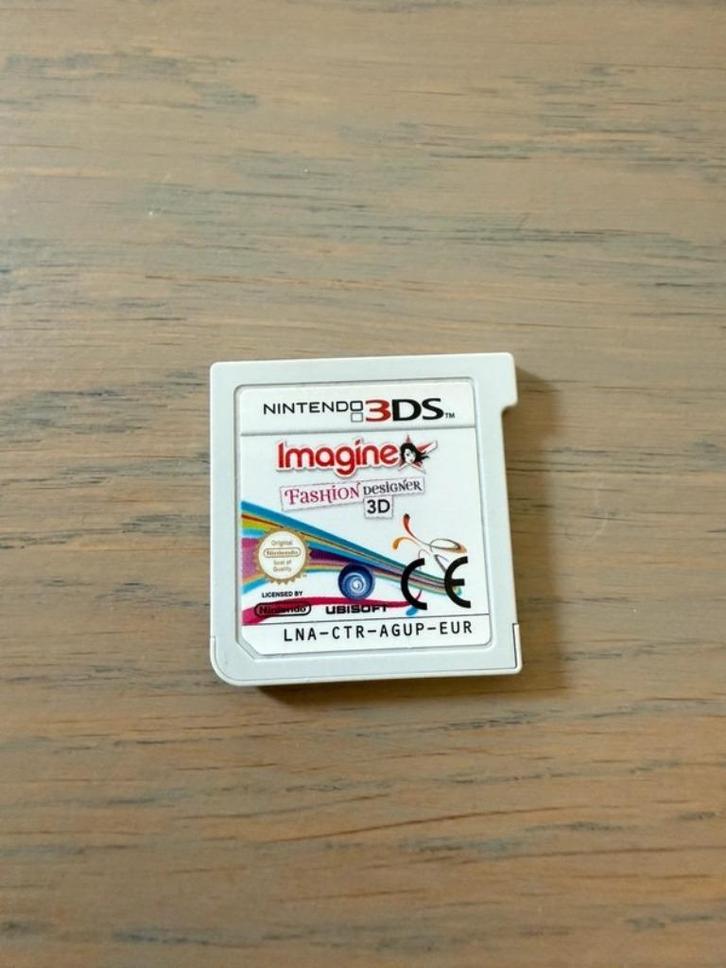 NINTENDO 3DS™
Imagine
FASHION DESIGNER
3D
Original
Nintendo
Seal of
Quality
LICENSED BY
Nintendo
UBISOFT
CE
LNA-CTR-AGUP-EUR